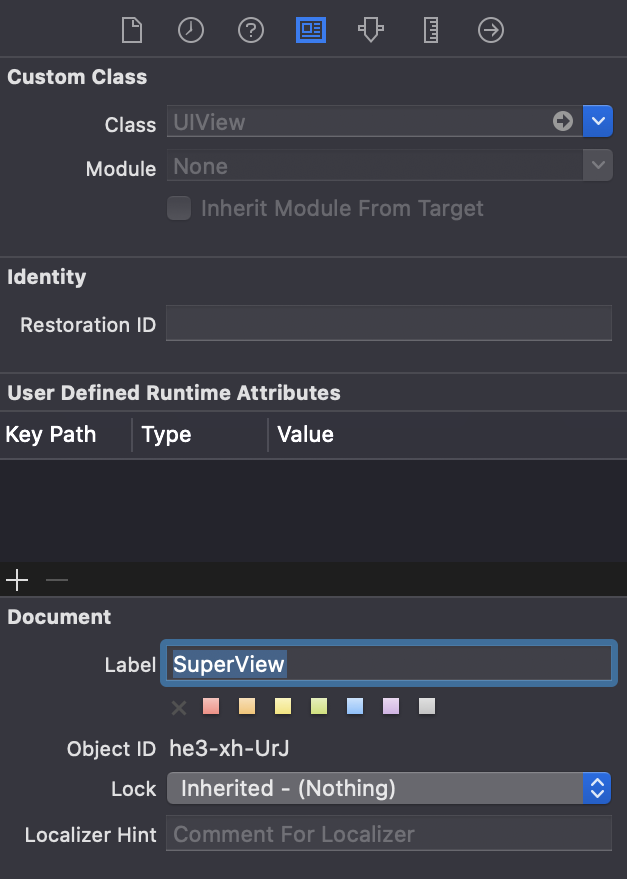 Custom Class
Class UIView
Module None
Inherit Module From Target
Identity
Restoration ID
User Defined Runtime Attributes
Key Path Type Value
Document
Label SuperView
Object ID he3-xh-UrJ
Lock Inherited - (Nothing)
Localizer Hint Comment For Localizer